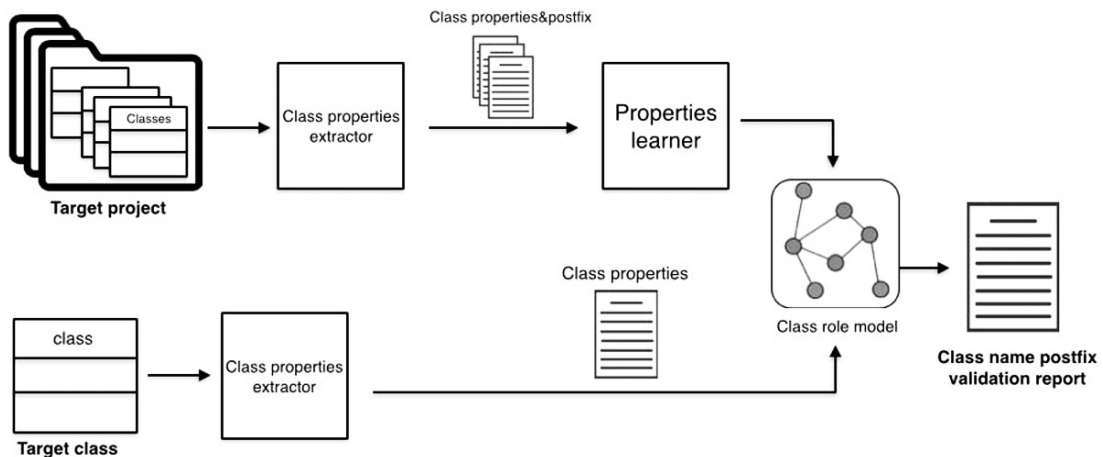 Class properties&postfix
Classes
Class properties
extractor
Properties
learner
Target project
Class properties
Class role model
class
Class properties
extractor
Class name postfix
validation report
Target class